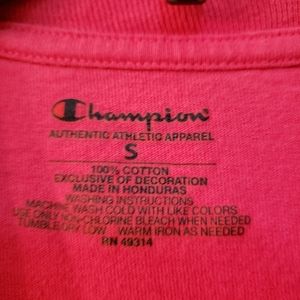 Champion
AUTHENTIC ATHLETIC APPAREL
S
100% COTTON
EXCLUSIVE OF DECORATION
MADE IN HONDURAS
WASHING INSTRUCTIONS
MACHINE WASH COLD WITH LIKE COLORS
USE ONLY NON-CHLORINE BLEACH WHEN NEEDED
TUMBLE DRY LOW WARM IRON AS NEEDED
RN 49314